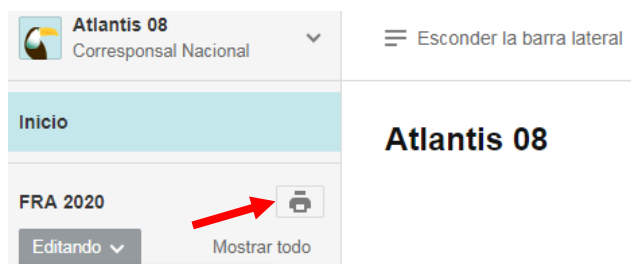 Atlantis 08
Corresponsal Nacional
Esconder la barra lateral
Inicio
Atlantis 08
FRA 2020
Editando
Mostrar todo